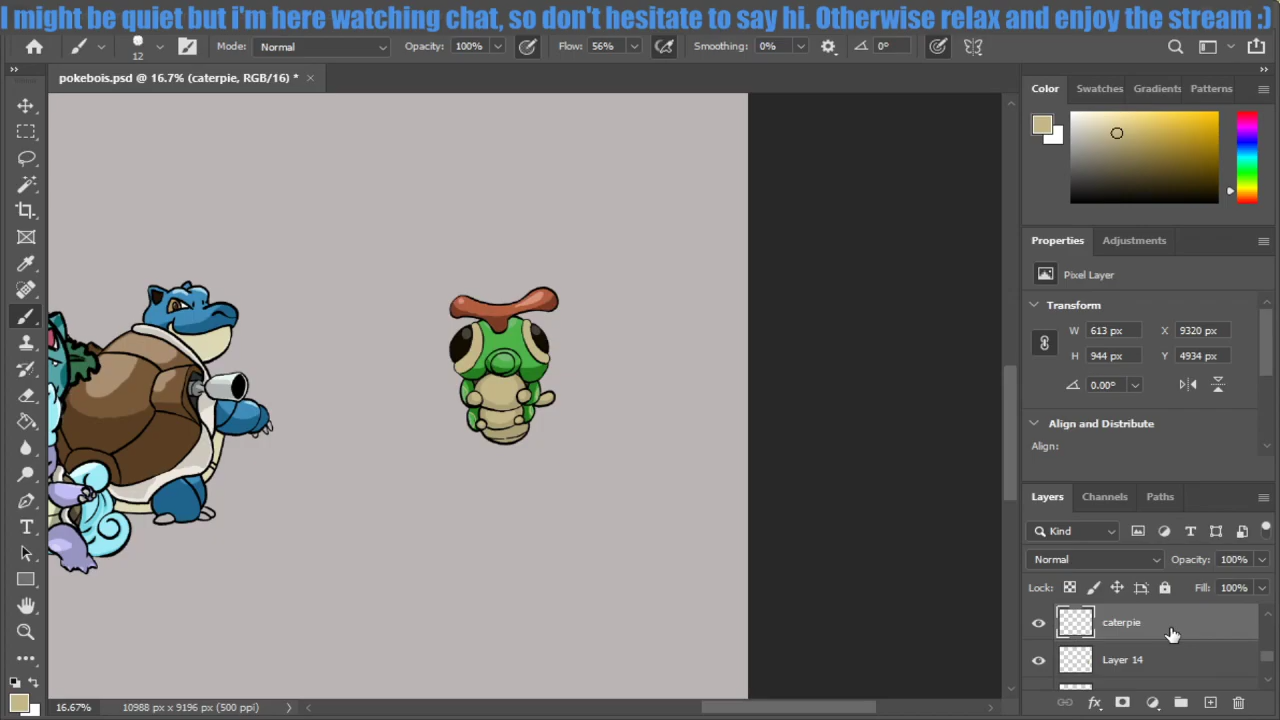 I might be quiet but i'm here watching chat, so don't hesitate to say hi. Otherwise relax and enjoy the stream :)
12
Mode: Normal
Opacity: 100%
Flow: 56%
Smoothing: 0%
0°
pokebois.psd @ 16.7% (caterpie, RGB/16) *
Color Swatches Gradients Patterns
Properties Adjustments
Pixel Layer
Transform
W 613 px X 9320 px
H 944 px Y 4934 px
0.00°
Align and Distribute
Align:
Layers Channels Paths
Kind
Normal Opacity: 100%
Lock: Fill: 100%
caterpie
Layer 14
16.67% 10988 px x 9196 px (500 ppi)